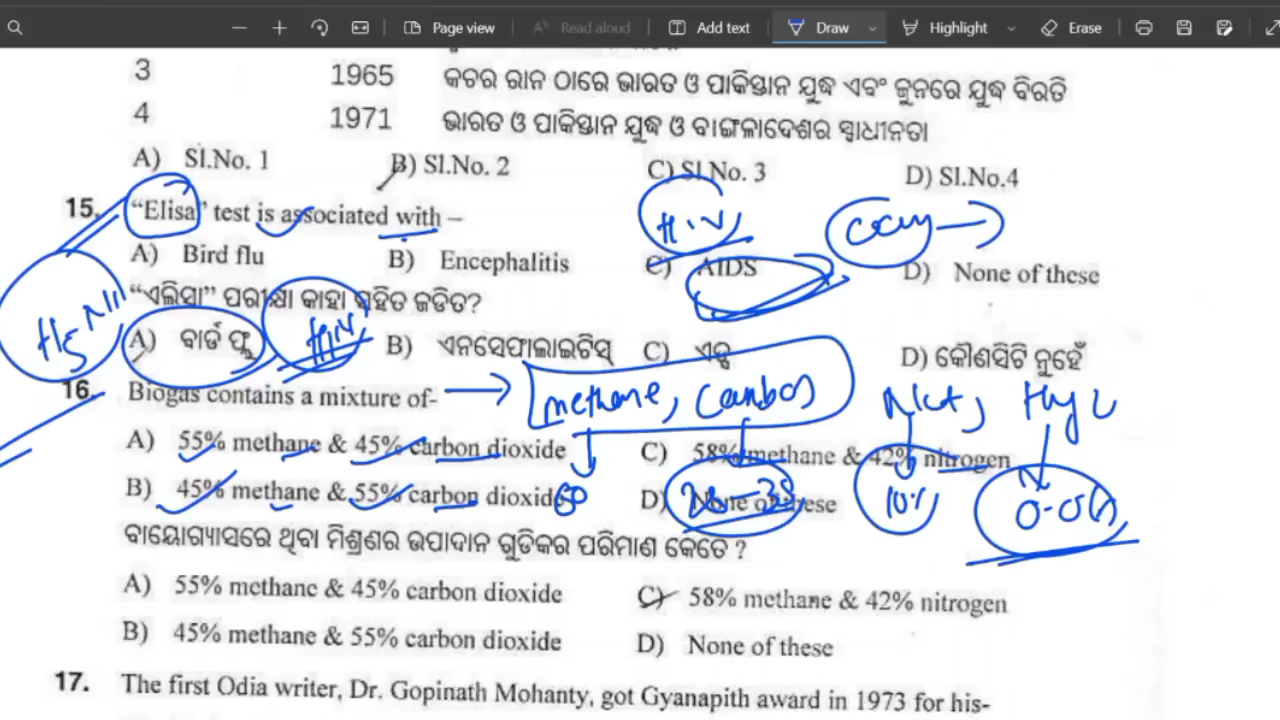 Page view Read aloud Add text Draw Highlight Erase
3 1965 କଚର ରାନ ଠାରେ ଭାରତ ଓ ପାକିସ୍ତାନ ଯୁଦ୍ଧ ଏବଂ ଜୁନରେ ଯୁଦ୍ଧ ବିରତି
4 1971 ଭାରତ ଓ ପାକିସ୍ତାନ ଯୁଦ୍ଧ ଓ ବାଙ୍ଗଳାଦେଶର ସ୍ୱାଧୀନତା
A) Sl.No. 1 B) Sl.No. 2 C) Sl.No. 3 D) Sl.No.4
15. "Elisa" test is associated with – H.I.V
A) Bird flu B) Encephalitis C) AIDS D) None of these
"ଏଲିସା" ପରୀକ୍ଷା କାହା ସହିତ ଜଡିତ?
H5N1 A) ବାର୍ଡ ଫ୍ଲୁ HIV B) ଏନସେଫାଲାଇଟିସ୍ C) ଏଡ୍ସ D) କୌଣସିଟି ନୁହେଁ
16. Biogas contains a mixture of- methane, Carbo
A) 55% methane & 45% carbon dioxide C) 58% methane & 42% nitrogen
B) 45% methane & 55% carbon dioxide 50 D) None of these 10%
ବାୟୋଗ୍ୟାସରେ ଥିବା ମିଶ୍ରଣର ଉପାଦାନ ଗୁଡିକର ପରିମାଣ କେତେ ?
A) 55% methane & 45% carbon dioxide C) 58% methane & 42% nitrogen
B) 45% methane & 55% carbon dioxide D) None of these
17. The first Odia writer, Dr. Gopinath Mohanty, got Gyanapith award in 1973 for his-